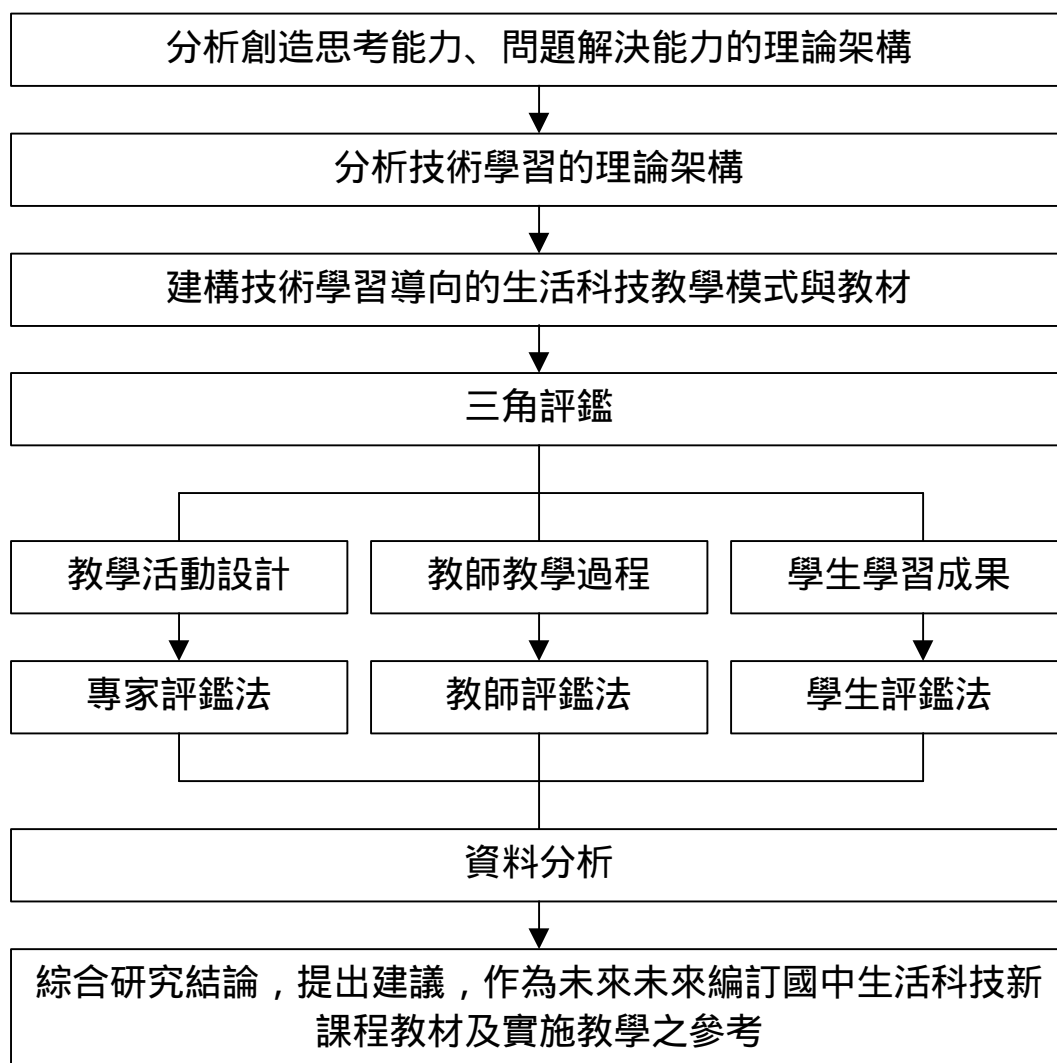 分析創造思考能力、問題解決能力的理論架構
分析技術學習的理論架構
建構技術學習導向的生活科技教學模式與教材
三角評鑑
教學活動設計
教師教學過程
學生學習成果
專家評鑑法
教師評鑑法
學生評鑑法
資料分析
綜合研究結論，提出建議，作為未來未來編訂國中生活科技新
課程教材及實施教學之參考